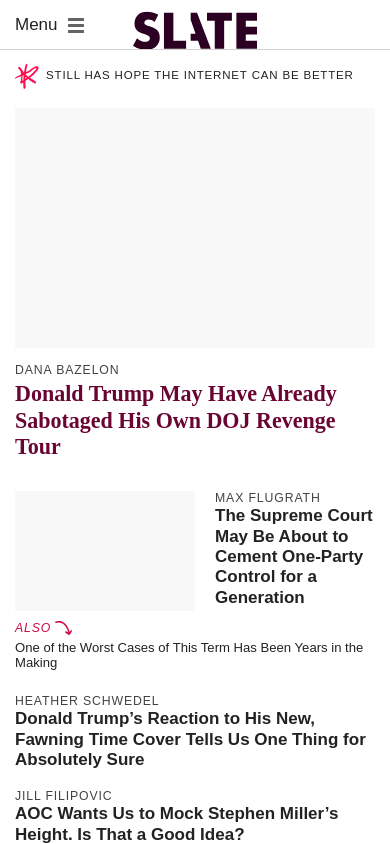 Menu
SLATE
STILL HAS HOPE THE INTERNET CAN BE BETTER
DANA BAZELON
Donald Trump May Have Already
Sabotaged His Own DOJ Revenge
Tour
MAX FLUGRATH
The Supreme Court
May Be About to
Cement One-Party
Control for a
Generation
ALSO
One of the Worst Cases of This Term Has Been Years in the
Making
HEATHER SCHWEDEL
Donald Trump’s Reaction to His New,
Fawning Time Cover Tells Us One Thing for
Absolutely Sure
JILL FILIPOVIC
AOC Wants Us to Mock Stephen Miller’s
Height. Is That a Good Idea?